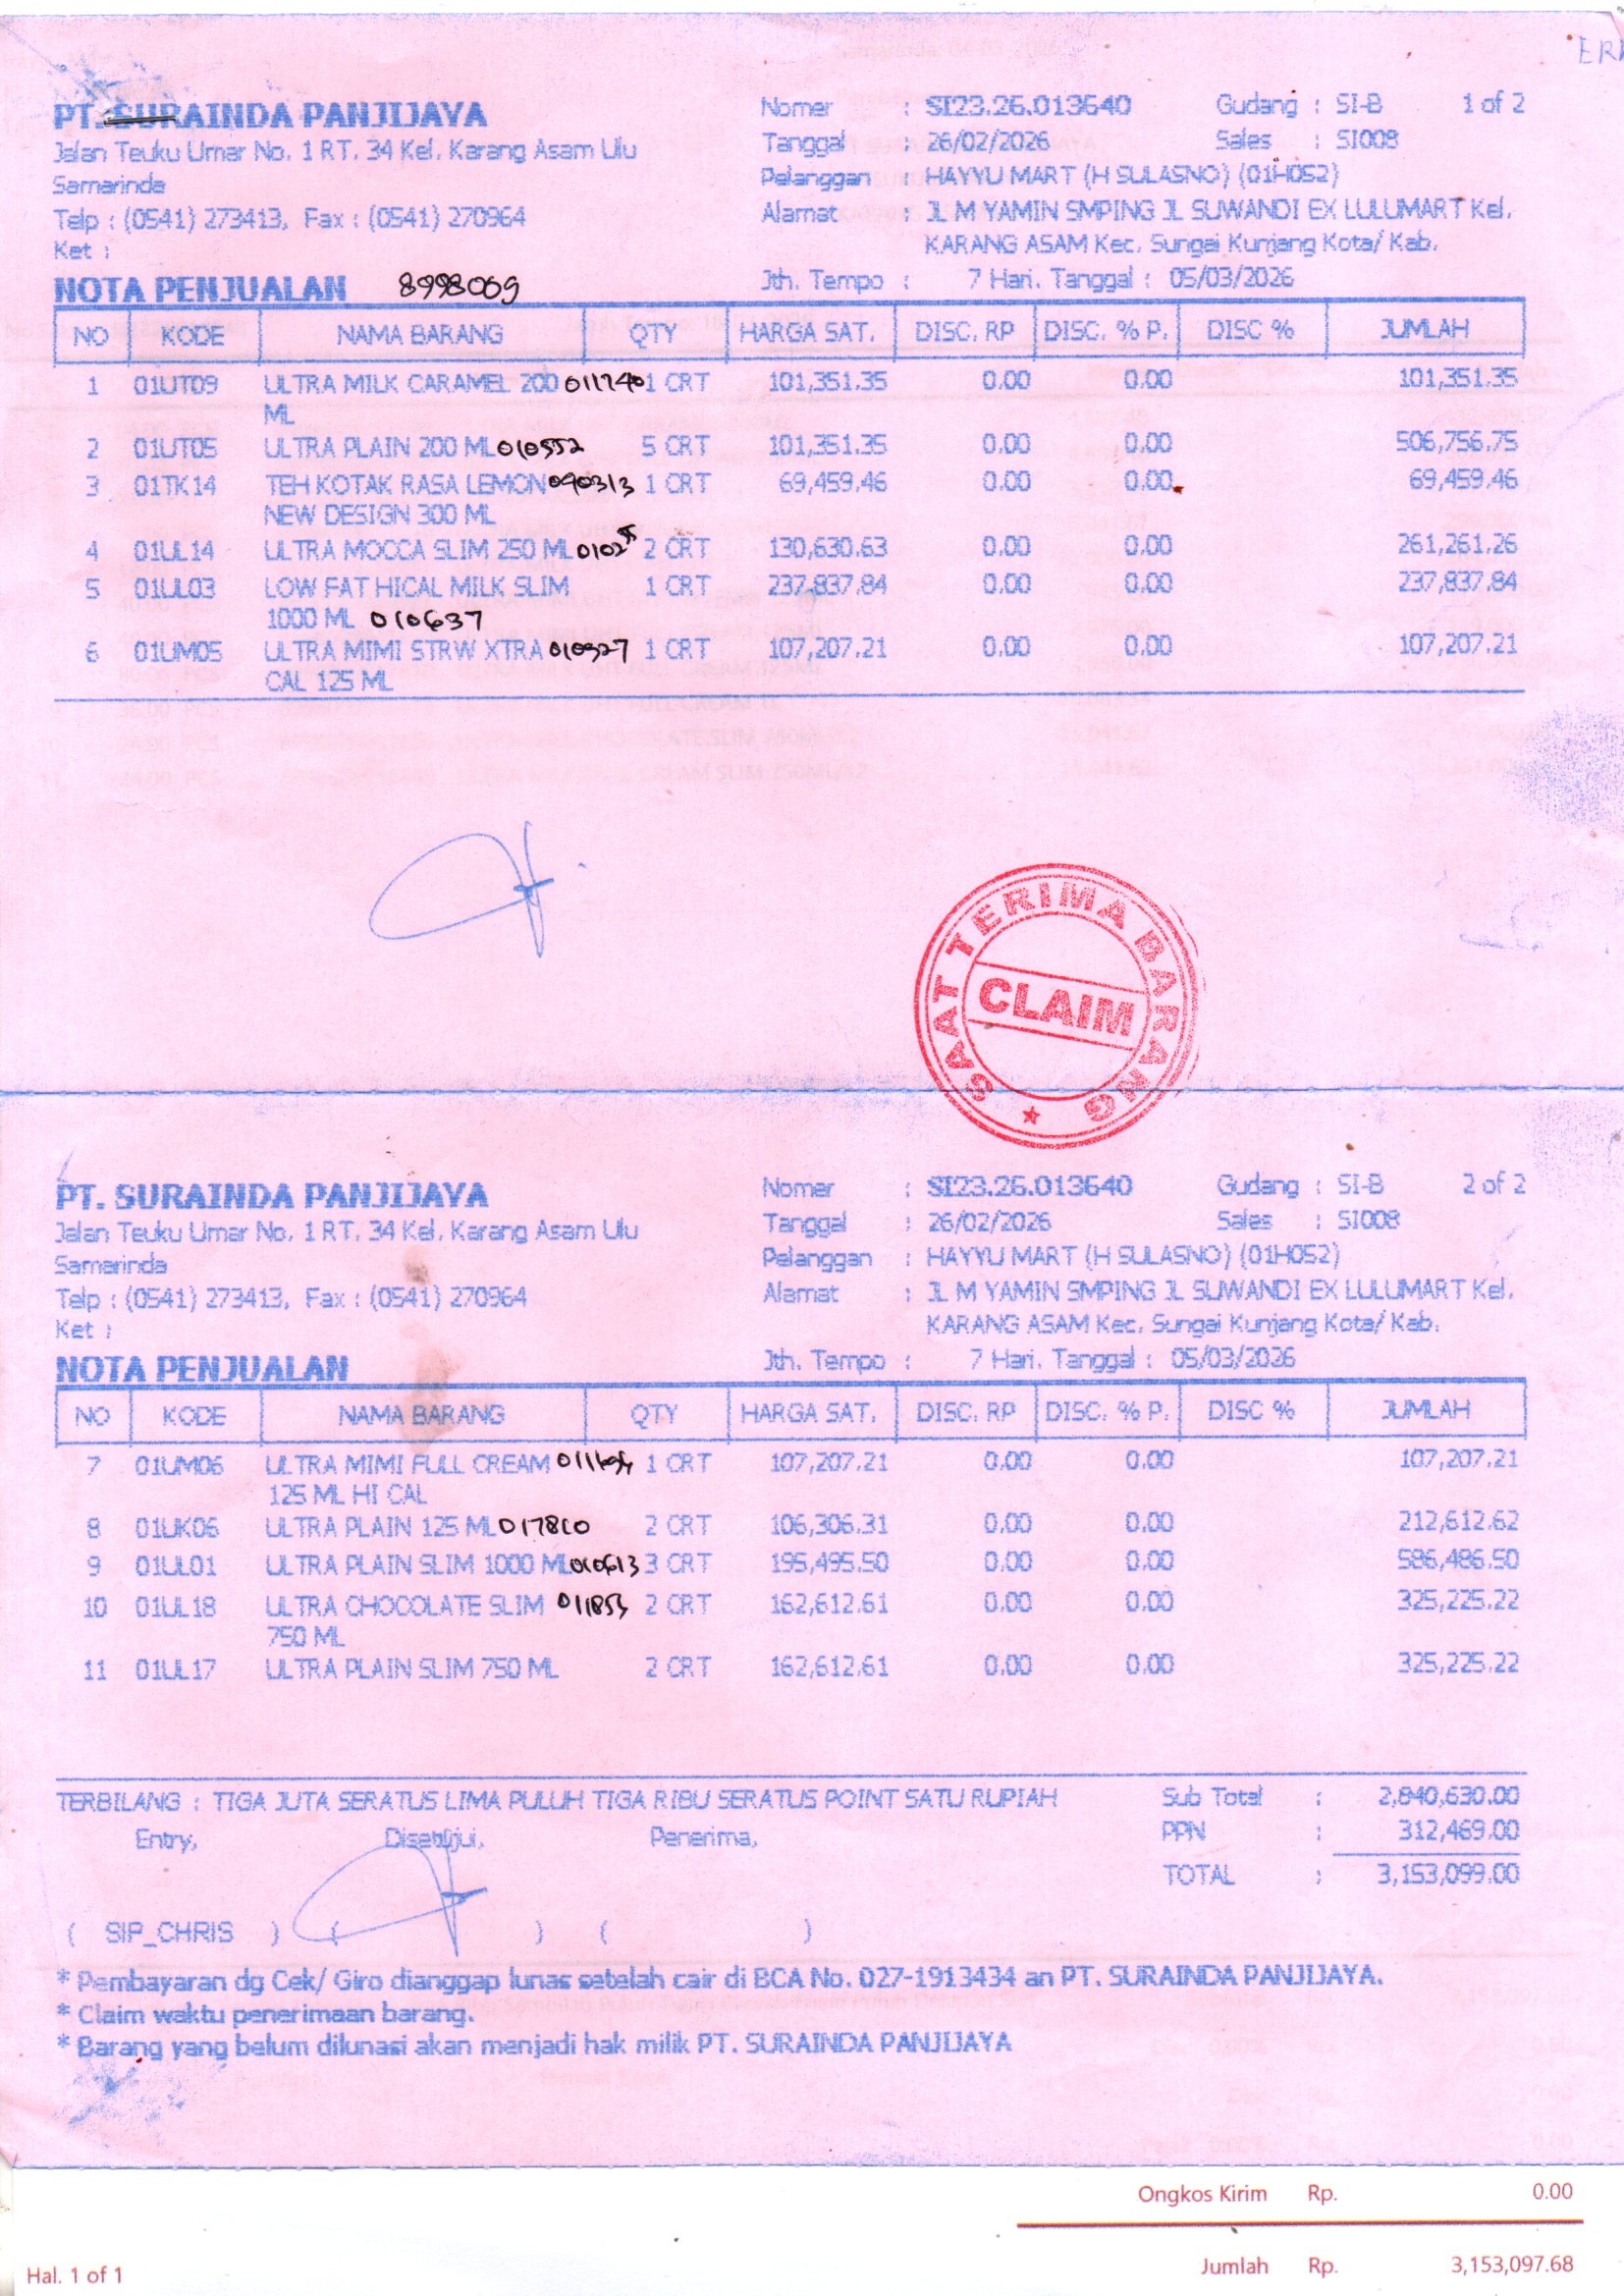 PT. SURAINDA PANJIJAYA
Jalan Teuku Umar No. 1 RT. 34 Kel. Karang Asam Ulu
Samarinda
Telp : (0541) 273413, Fax : (0541) 270964
Ket :
Nomer : SI23.26.013640 Gudang : SI-B 1 of 2
Tanggal : 26/02/2026 Sales : SI008
Pelanggan : HAYYU MART (H SULASNO) (01H052)
Alamat : JL M YAMIN SMPING JL SUWANDI EX LULUMART Kel.
KARANG ASAM Kec. Sungai Kunjang Kota/ Kab.
NOTA PENJUALAN 8998009 Jth. Tempo : 7 Hari. Tanggal : 05/03/2026
NO KODE NAMA BARANG QTY HARGA SAT. DISC. RP DISC. % P. DISC % JUMLAH
1 01UT09 ULTRA MILK CARAMEL 200 011740 1 CRT 101,351.35 0.00 0.00 101,351.35
ML
2 01UT05 ULTRA PLAIN 200 ML 010552 5 CRT 101,351.35 0.00 0.00 506,756.75
3 01TK14 TEH KOTAK RASA LEMON 090313 1 CRT 69,459.46 0.00 0.00 69,459.46
NEW DESIGN 300 ML
4 01UL14 ULTRA MOCCA SLIM 250 ML 2 CRT 130,630.63 0.00 0.00 261,261.26
5 01UL03 LOW FAT HICAL MILK SLIM 1 CRT 237,837.84 0.00 0.00 237,837.84
1000 ML 010637
6 01UM05 ULTRA MIMI STRW XTRA 010927 1 CRT 107,207.21 0.00 0.00 107,207.21
CAL 125 ML
SAAT TERIMA BARANG
CLAIM
PT. SURAINDA PANJIJAYA
Jalan Teuku Umar No. 1 RT. 34 Kel. Karang Asam Ulu
Samarinda
Telp : (0541) 273413, Fax : (0541) 270964
Ket :
Nomer : SI23.26.013640 Gudang : SI-B 2 of 2
Tanggal : 26/02/2026 Sales : SI008
Pelanggan : HAYYU MART (H SULASNO) (01H052)
Alamat : JL M YAMIN SMPING JL SUWANDI EX LULUMART Kel.
KARANG ASAM Kec. Sungai Kunjang Kota/ Kab.
NOTA PENJUALAN Jth. Tempo : 7 Hari. Tanggal : 05/03/2026
NO KODE NAMA BARANG QTY HARGA SAT. DISC. RP DISC. % P. DISC % JUMLAH
7 01UM06 ULTRA MIMI FULL CREAM 1 CRT 107,207.21 0.00 0.00 107,207.21
125 ML HI CAL
8 01UK06 ULTRA PLAIN 125 ML 017810 2 CRT 106,306.31 0.00 0.00 212,612.62
9 01UL01 ULTRA PLAIN SLIM 1000 ML 010613 3 CRT 195,495.50 0.00 0.00 586,486.50
10 01UL18 ULTRA CHOCOLATE SLIM 2 CRT 162,612.61 0.00 0.00 325,225.22
750 ML
11 01UL17 ULTRA PLAIN SLIM 750 ML 2 CRT 162,612.61 0.00 0.00 325,225.22
TERBILANG : TIGA JUTA SERATUS LIMA PULUH TIGA RIBU SERATUS POINT SATU RUPIAH Sub Total : 2,840,630.00
Entry, Disetujui, Penerima, PPN : 312,469.00
TOTAL : 3,153,099.00
( SIP_CHRIS ) ( ) ( )
* Pembayaran dg Cek/ Giro dianggap lunas setelah cair di BCA No. 027-1913434 an PT. SURAINDA PANJIJAYA.
* Claim waktu penerimaan barang.
* Barang yang belum dilunasi akan menjadi hak milik PT. SURAINDA PANJIJAYA
Ongkos Kirim Rp. 0.00
Hal. 1 of 1 Jumlah Rp. 3,153,097.68